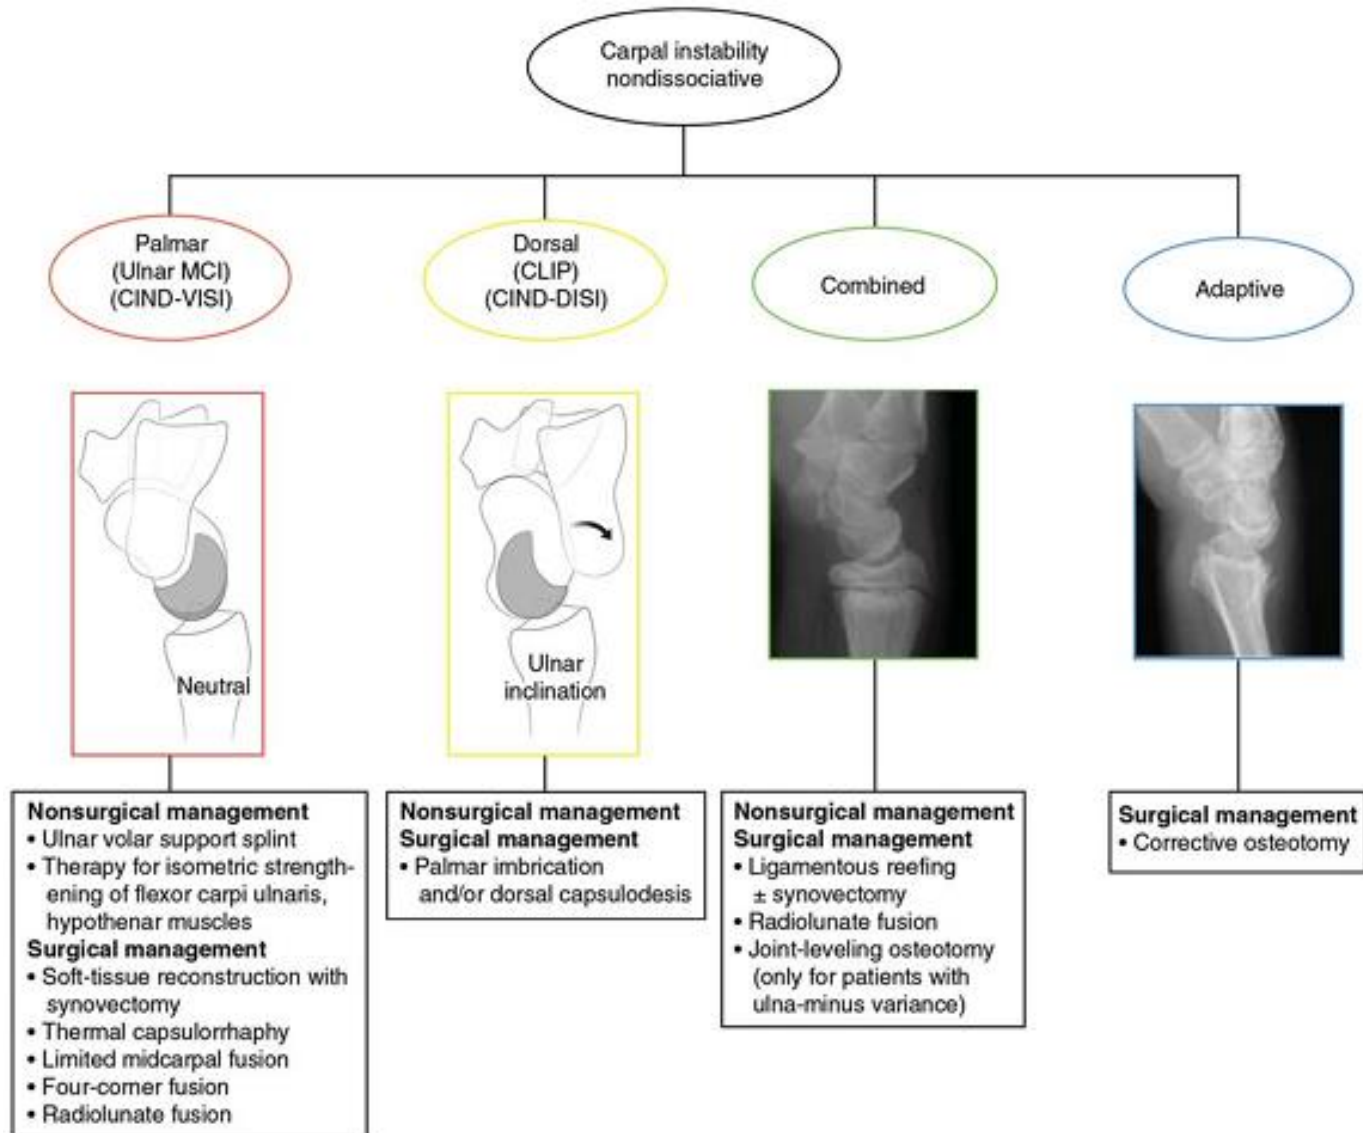 Carpal instability
nondissociative
Palmar
(Ulnar MCI)
(CIND-VISI)
Dorsal
(CLIP)
(CIND-DISI)
Combined
Adaptive
Neutral
Ulnar
inclination
Nonsurgical management
• Ulnar volar support splint
• Therapy for isometric strength-
ening of flexor carpi ulnaris,
hypothenar muscles
Surgical management
• Soft-tissue reconstruction with
synovectomy
• Thermal capsulorrhaphy
• Limited midcarpal fusion
• Four-corner fusion
• Radiolunate fusion
Nonsurgical management
Surgical management
• Palmar imbrication
and/or dorsal capsulodesis
Nonsurgical management
Surgical management
• Ligamentous reefing
± synovectomy
• Radiolunate fusion
• Joint-leveling osteotomy
(only for patients with
ulna-minus variance)
Surgical management
• Corrective osteotomy